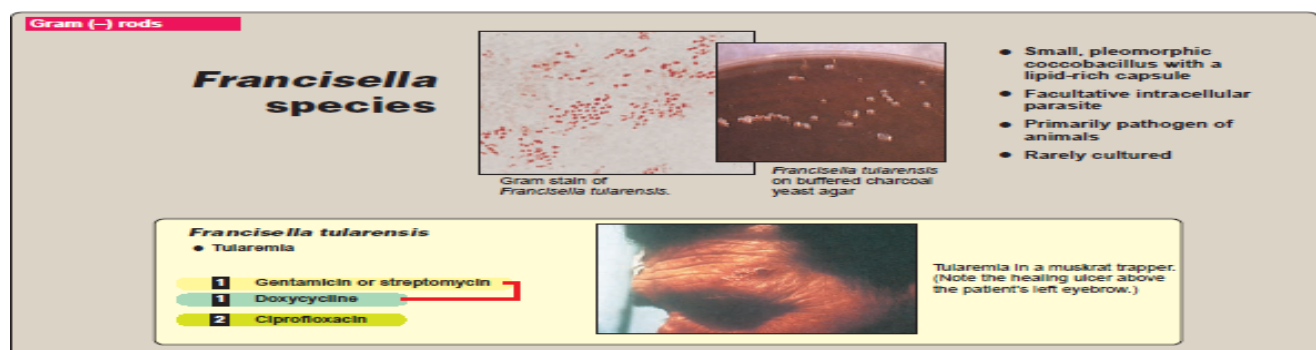 Gram (–) rods
Francisella
species
Gram stain of
Francisella tularensis.
Francisella tularensis
on buffered charcoal
yeast agar
● Small, pleomorphic
coccobacillus with a
lipid-rich capsule
● Facultative intracellular
parasite
● Primarily pathogen of
animals
● Rarely cultured
Francisella tularensis
● Tularemia
1 Gentamicin or streptomycin
1 Doxycycline
2 Ciprofloxacin
Tularemia in a muskrat trapper.
(Note the healing ulcer above
the patient's left eyebrow.)